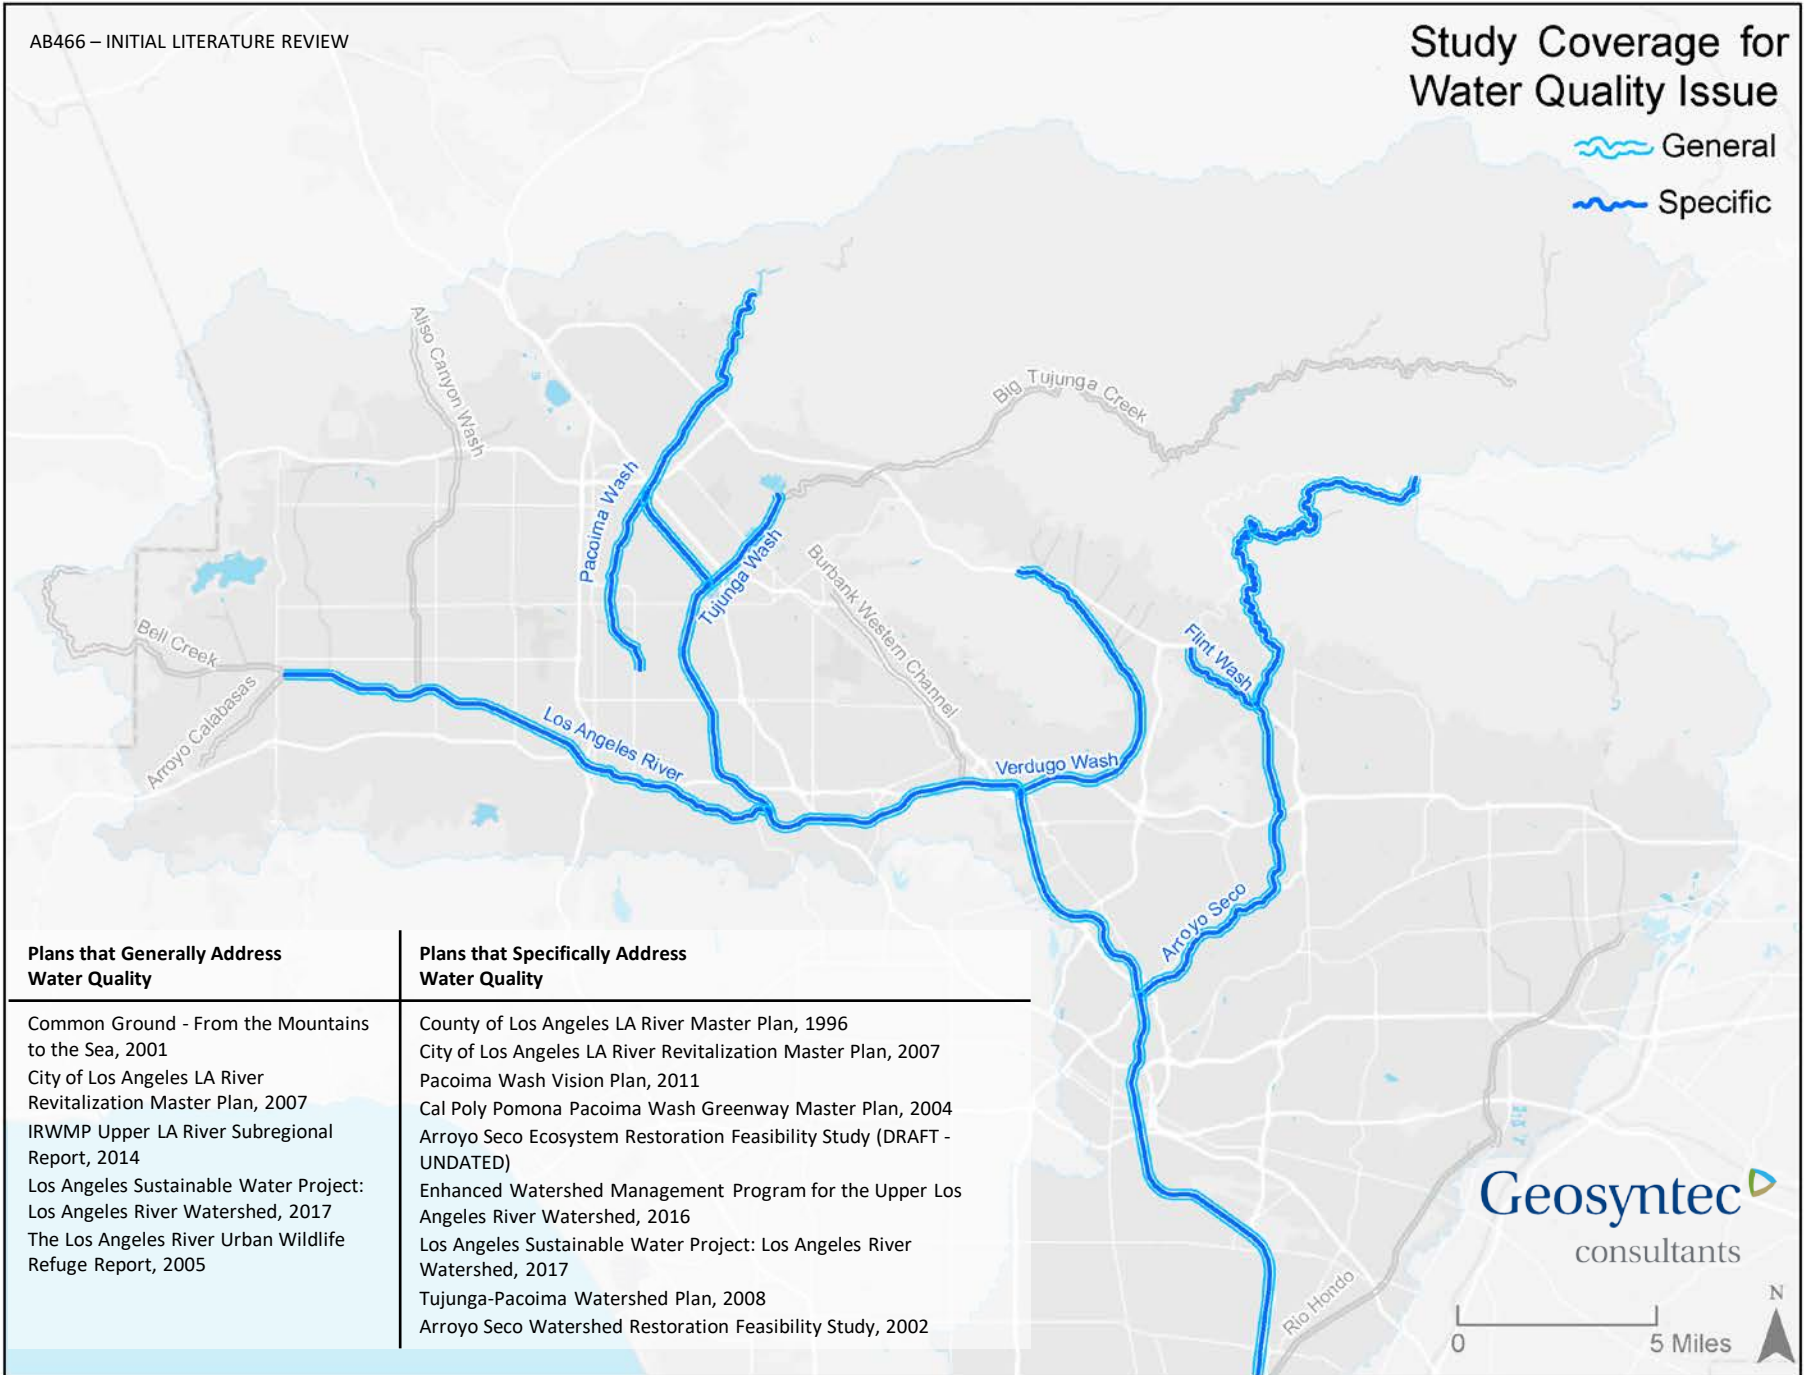 AB466 – INITIAL LITERATURE REVIEW
Study Coverage for
Water Quality Issue
General
Specific
Aliso Canyon Wash
Big Tujunga Creek
Pacoima Wash
Tujunga Wash
Burbank Western Channel
Flint Wash
Bell Creek
Arroyo Calabasas
Los Angeles River
Verdugo Wash
Arroyo Seco
Rio Hondo
Plans that Generally Address
Water Quality
Common Ground - From the Mountains
to the Sea, 2001
City of Los Angeles LA River
Revitalization Master Plan, 2007
IRWMP Upper LA River Subregional
Report, 2014
Los Angeles Sustainable Water Project:
Los Angeles River Watershed, 2017
The Los Angeles River Urban Wildlife
Refuge Report, 2005
Plans that Specifically Address
Water Quality
County of Los Angeles LA River Master Plan, 1996
City of Los Angeles LA River Revitalization Master Plan, 2007
Pacoima Wash Vision Plan, 2011
Cal Poly Pomona Pacoima Wash Greenway Master Plan, 2004
Arroyo Seco Ecosystem Restoration Feasibility Study (DRAFT -
UNDATED)
Enhanced Watershed Management Program for the Upper Los
Angeles River Watershed, 2016
Los Angeles Sustainable Water Project: Los Angeles River
Watershed, 2017
Tujunga-Pacoima Watershed Plan, 2008
Arroyo Seco Watershed Restoration Feasibility Study, 2002
Geosyntec
consultants
N
0 5 Miles